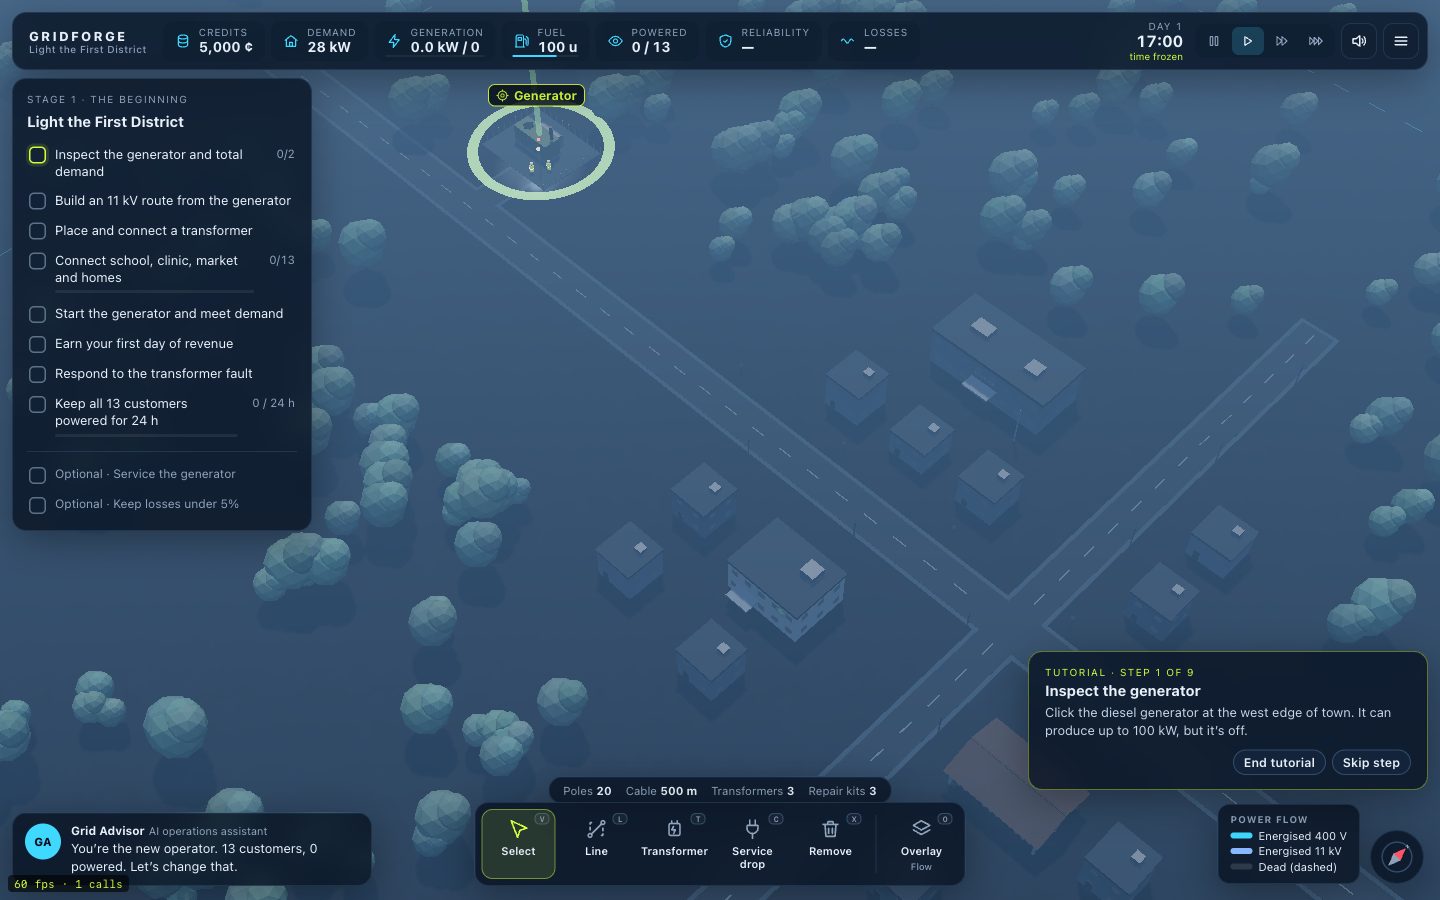 GRIDFORGE
Light the First District
CREDITS
5,000 ¢
DEMAND
28 kW
GENERATION
0.0 kW / 0
FUEL
100 u
POWERED
0 / 13
RELIABILITY
—
LOSSES
—
DAY 1
17:00
time frozen
STAGE 1 · THE BEGINNING
Light the First District
Inspect the generator and total 0/2
demand
Build an 11 kV route from the generator
Place and connect a transformer
Connect school, clinic, market 0/13
and homes
Start the generator and meet demand
Earn your first day of revenue
Respond to the transformer fault
Keep all 13 customers 0 / 24 h
powered for 24 h
Optional · Service the generator
Optional · Keep losses under 5%
Generator
TUTORIAL · STEP 1 OF 9
Inspect the generator
Click the diesel generator at the west edge of town. It can
produce up to 100 kW, but it's off.
End tutorial
Skip step
Poles 20 Cable 500 m Transformers 3 Repair kits 3
V
Select
L
Line
T
Transformer
C
Service
drop
X
Remove
O
Overlay
Flow
GA
Grid Advisor AI operations assistant
You're the new operator. 13 customers, 0
powered. Let's change that.
60 fps · 1 calls
POWER FLOW
Energised 400 V
Energised 11 kV
Dead (dashed)